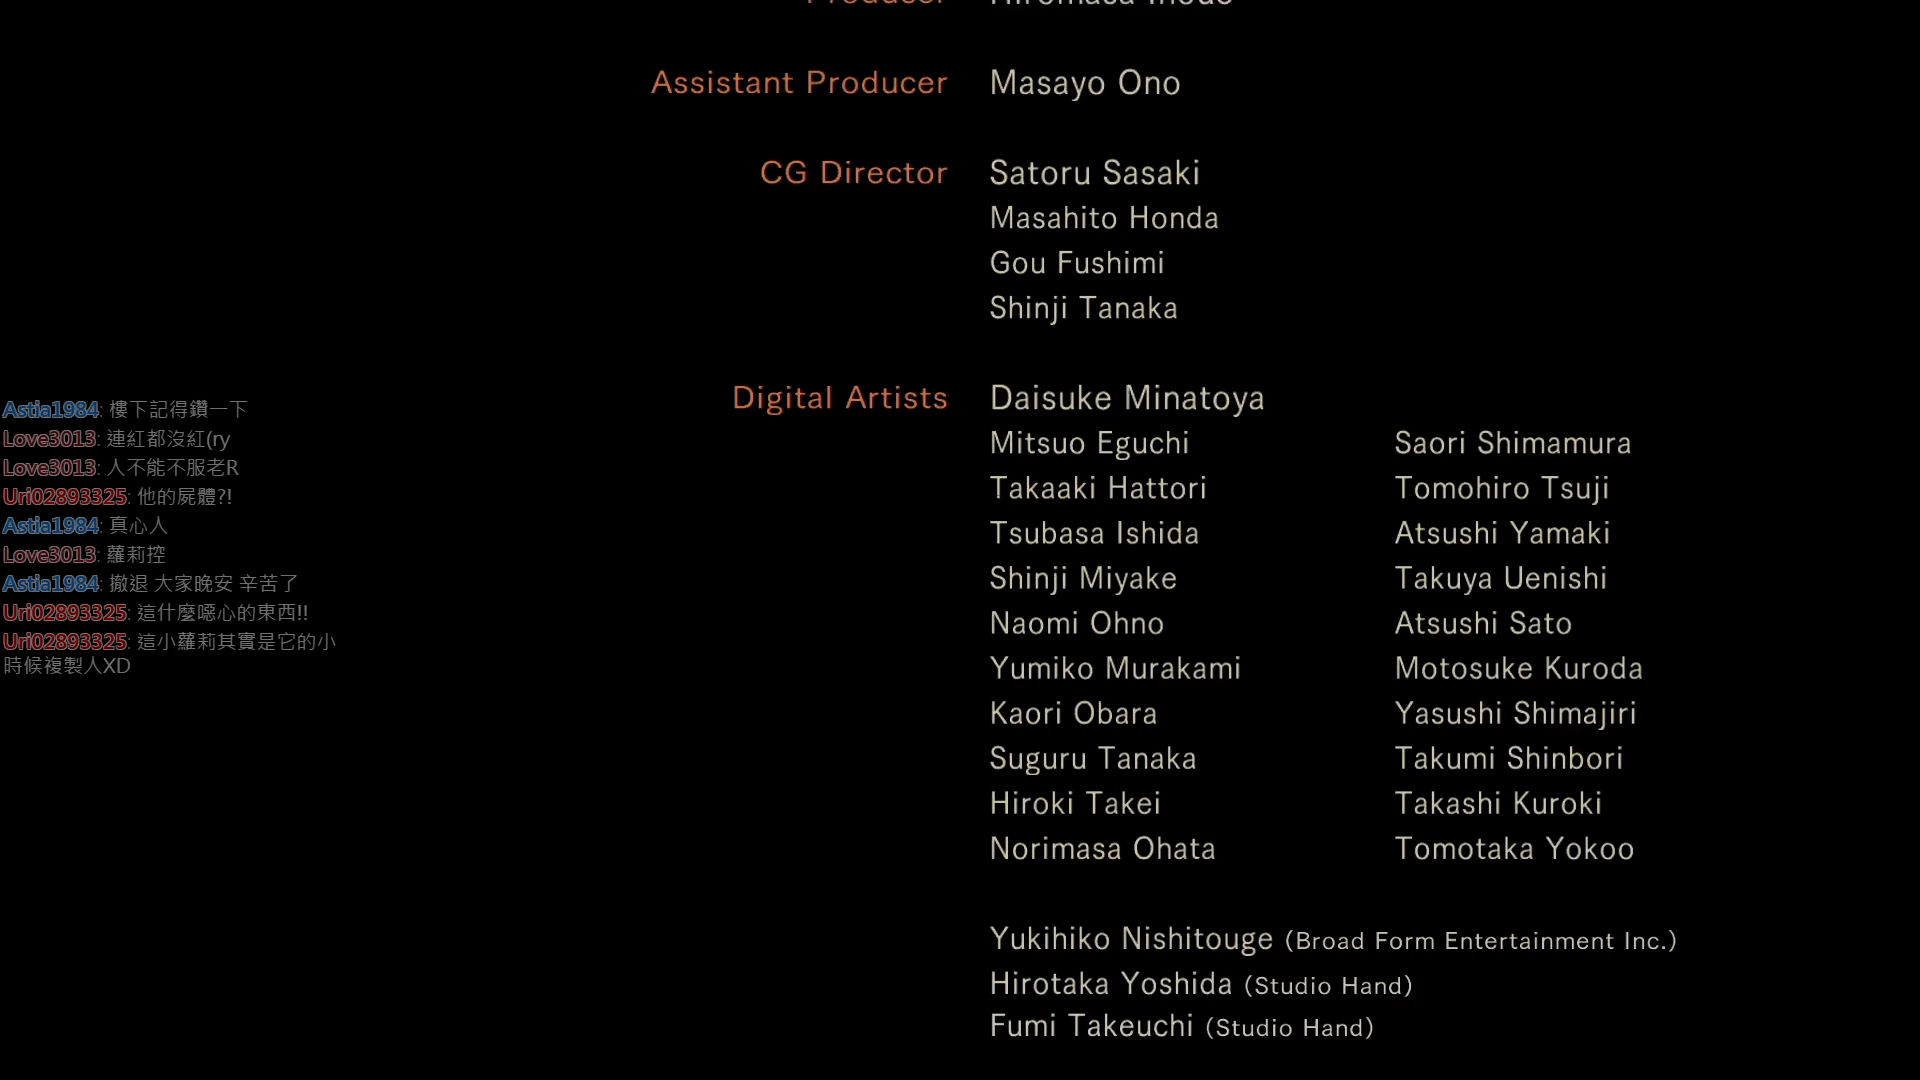 Assistant Producer Masayo Ono
CG Director Satoru Sasaki
Masahito Honda
Gou Fushimi
Shinji Tanaka
Digital Artists Daisuke Minatoya
Mitsuo Eguchi Saori Shimamura
Takaaki Hattori Tomohiro Tsuji
Tsubasa Ishida Atsushi Yamaki
Shinji Miyake Takuya Uenishi
Naomi Ohno Atsushi Sato
Yumiko Murakami Motosuke Kuroda
Kaori Obara Yasushi Shimajiri
Suguru Tanaka Takumi Shinbori
Hiroki Takei Takashi Kuroki
Norimasa Ohata Tomotaka Yokoo
Yukihiko Nishitouge (Broad Form Entertainment Inc.)
Hirotaka Yoshida (Studio Hand)
Fumi Takeuchi (Studio Hand)
Astia1984: 樓下記得鑽一下
Love3013: 連紅都沒紅(ry
Love3013: 人不能不服老R
Uri02893325: 他的屍體?!
Astia1984: 真心人
Love3013: 蘿莉控
Astia1984: 撤退 大家晚安 辛苦了
Uri02893325: 這什麼噁心的東西!!
Uri02893325: 這小蘿莉其實是它的小
時候複製人XD